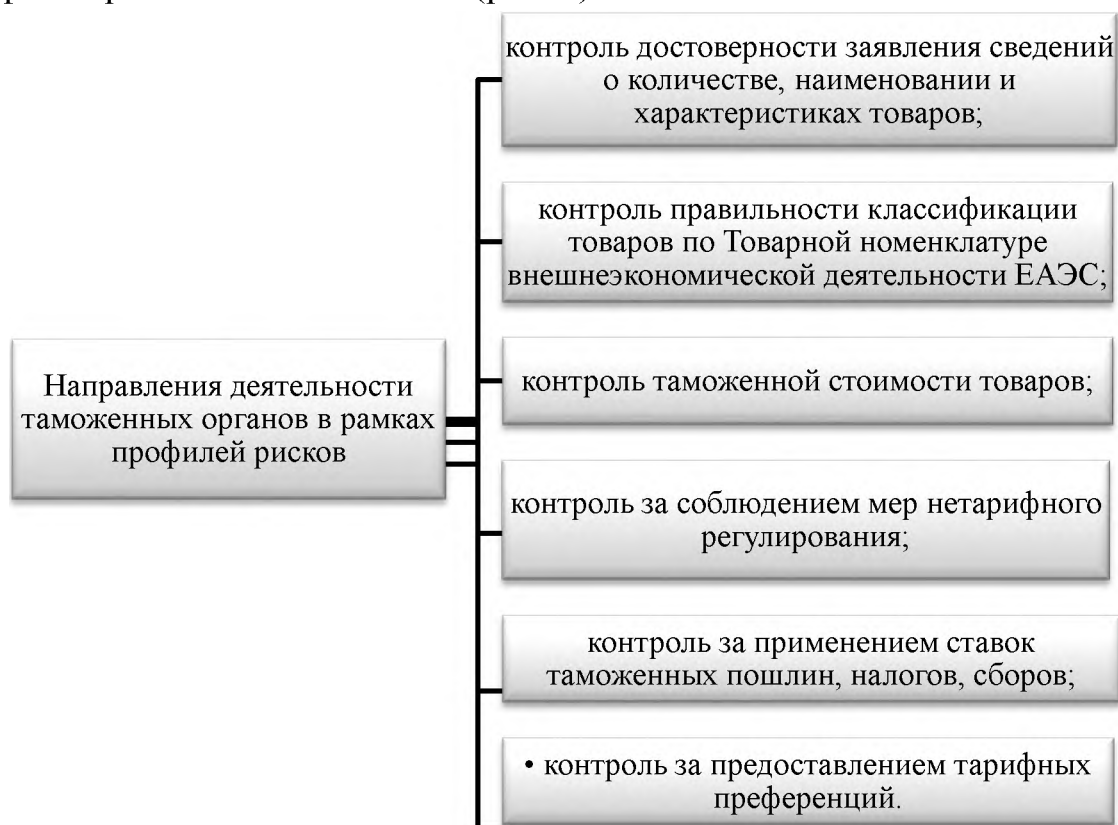 контроль достоверности заявления сведений
о количестве, наименовании и
характеристиках товаров;
контроль правильности классификации
товаров по Товарной номенклатуре
внешнеэкономической деятельности ЕАЭС;
Направления деятельности
таможенных органов в рамках
профилей рисков
контроль таможенной стоимости товаров;
контроль за соблюдением мер нетарифного
регулирования;
контроль за применением ставок
таможенных пошлин, налогов, сборов;
• контроль за предоставлением тарифных
преференций.